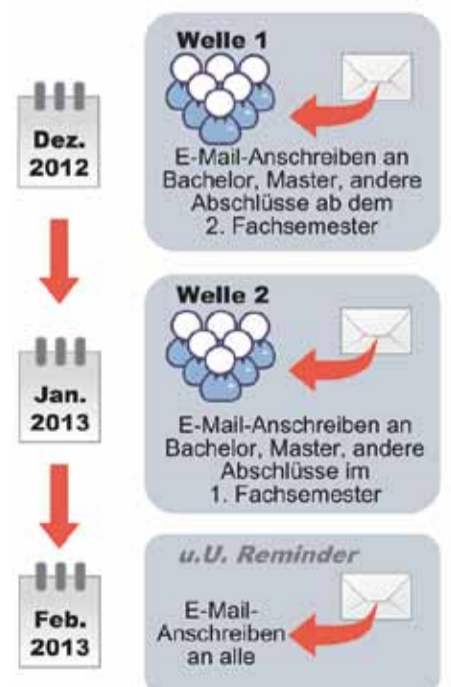 Dez.
2012
Welle 1
E-Mail-Anschreiben an
Bachelor, Master, andere
Abschlüsse ab dem
2. Fachsemester
Jan.
2013
Welle 2
E-Mail-Anschreiben an
Bachelor, Master, andere
Abschlüsse im
1. Fachsemester
Feb.
2013
u.U. Reminder
E-Mail-
Anschreiben
an alle